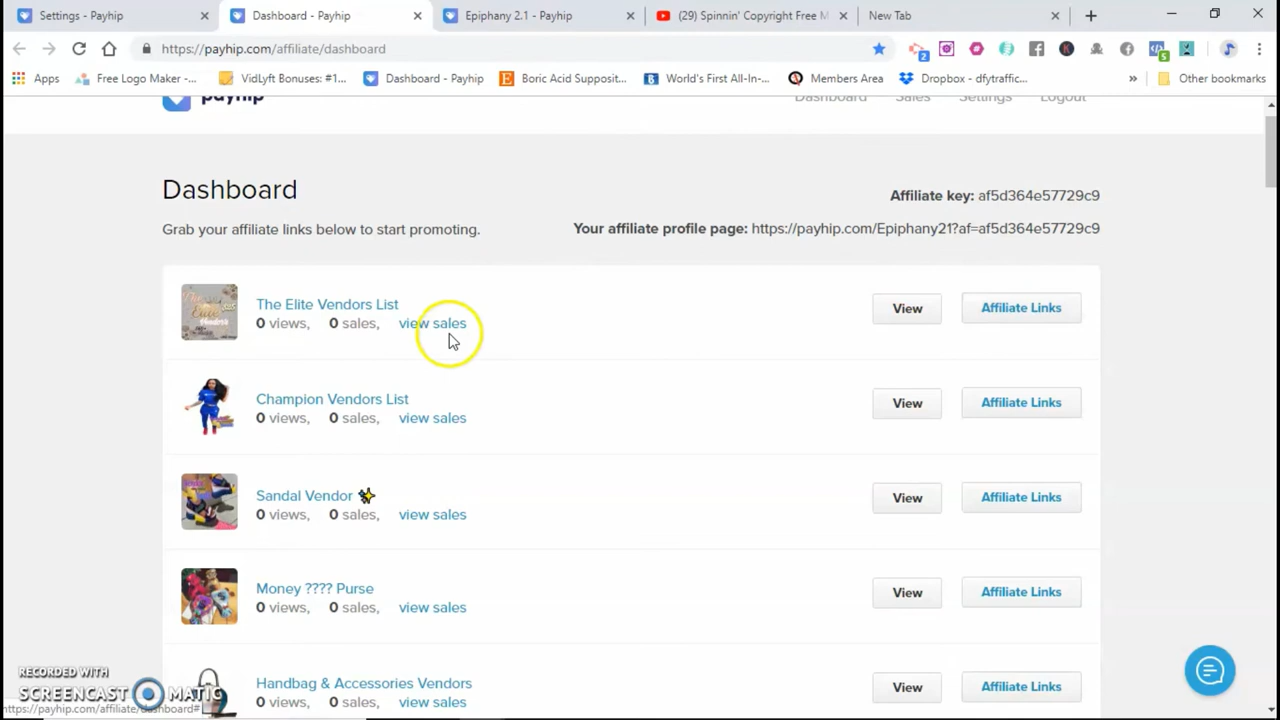 Settings - Payhip
Dashboard - Payhip
Epiphany 2.1 - Payhip
(29) Spinnin' Copyright Free M
New Tab
https://payhip.com/affiliate/dashboard
Apps
Free Logo Maker -...
VidLyft Bonuses: #1...
Dashboard - Payhip
Boric Acid Supposit...
World's First All-In-...
Members Area
Dropbox - dfytraffic...
Other bookmarks
payhip
Dashboard
Sales
Settings
Logout
Dashboard
Affiliate key: af5d364e57729c9
Grab your affiliate links below to start promoting.
Your affiliate profile page: https://payhip.com/Epiphany21?af=af5d364e57729c9
The Elite Vendors List
0 views, 0 sales, view sales
View
Affiliate Links
Champion Vendors List
0 views, 0 sales, view sales
View
Affiliate Links
Sandal Vendor
0 views, 0 sales, view sales
View
Affiliate Links
Money ???? Purse
0 views, 0 sales, view sales
View
Affiliate Links
Handbag & Accessories Vendors
0 views, 0 sales, view sales
View
Affiliate Links
RECORDED WITH
SCREENCAST MATIC
https://payhip.com/affiliate/dashboard#